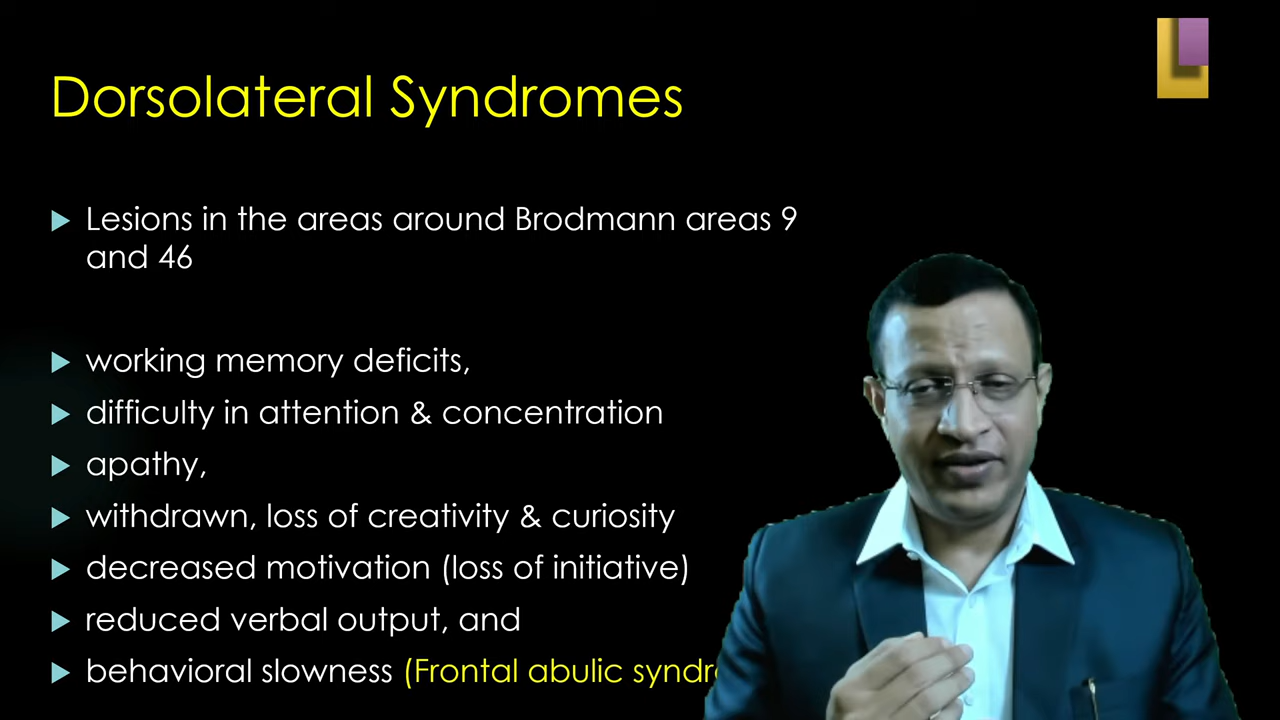 Dorsolateral Syndromes
Lesions in the areas around Brodmann areas 9
and 46
working memory deficits,
difficulty in attention & concentration
apathy,
withdrawn, loss of creativity & curiosity
decreased motivation (loss of initiative)
reduced verbal output, and
behavioral slowness (Frontal abulic